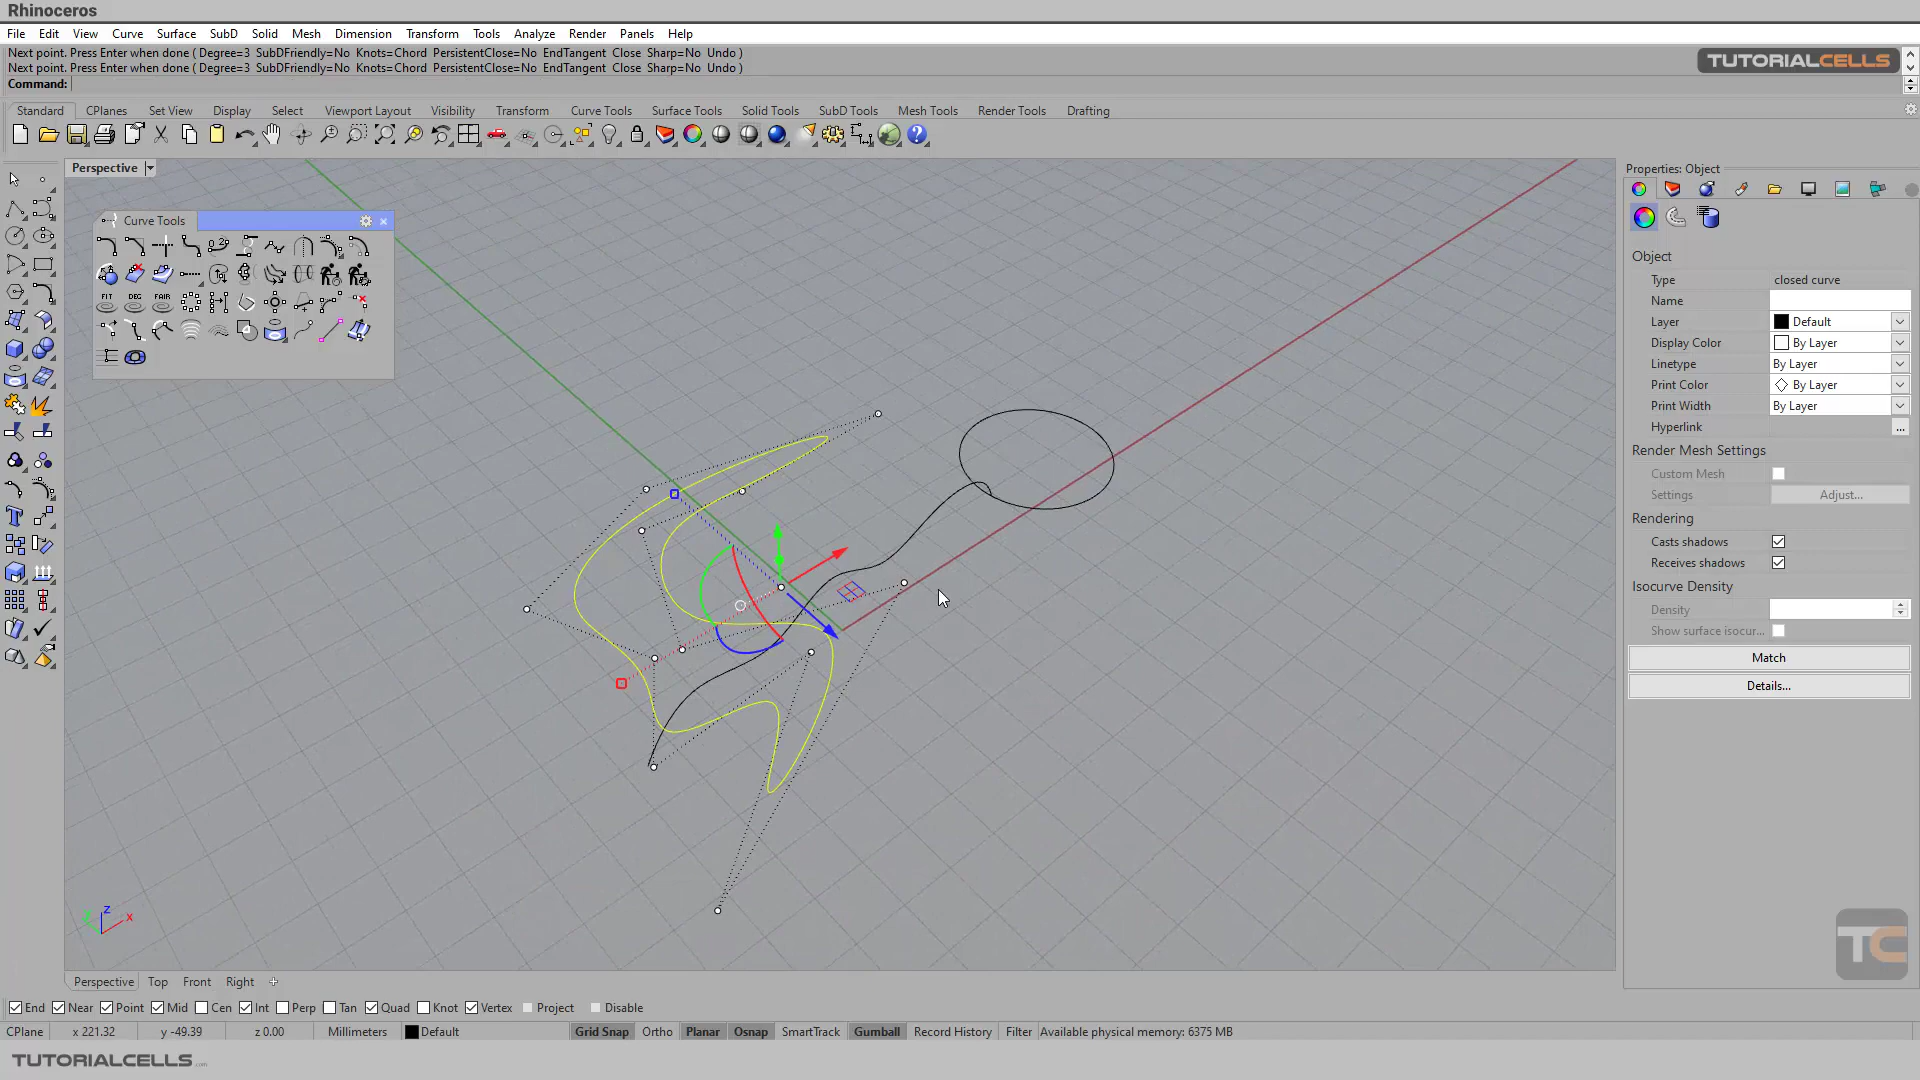 Rhinoceros
File Edit View Curve Surface SubD Solid Mesh Dimension Transform Tools Analyze Render Panels Help
Next point. Press Enter when done ( Degree=3 SubDFriendly=No Knots=Chord PersistentClose=No EndTangent Close Sharp=No Undo )
Next point. Press Enter when done ( Degree=3 SubDFriendly=No Knots=Chord PersistentClose=No EndTangent Close Sharp=No Undo )
TUTORIALCELLS
Command:
Standard CPlanes Set View Display Select Viewport Layout Visibility Transform Curve Tools Surface Tools Solid Tools SubD Tools Mesh Tools Render Tools Drafting
Perspective
Properties: Object
Curve Tools
FIT DEG FAIR
Object
Type closed curve
Name
Layer Default
Display Color By Layer
Linetype By Layer
Print Color By Layer
Print Width By Layer
Hyperlink ...
Render Mesh Settings
Custom Mesh
Settings Adjust...
Rendering
Casts shadows
Receives shadows
Isocurve Density
Density
Show surface isocur...
Match
Details...
z
x
TC
Perspective Top Front Right
End Near Point Mid Cen Int Perp Tan Quad Knot Vertex Project Disable
CPlane x 221.32 y -49.39 z 0.00 Millimeters Default Grid Snap Ortho Planar Osnap SmartTrack Gumball Record History Filter Available physical memory: 6375 MB
TUTORIALCELLS.com